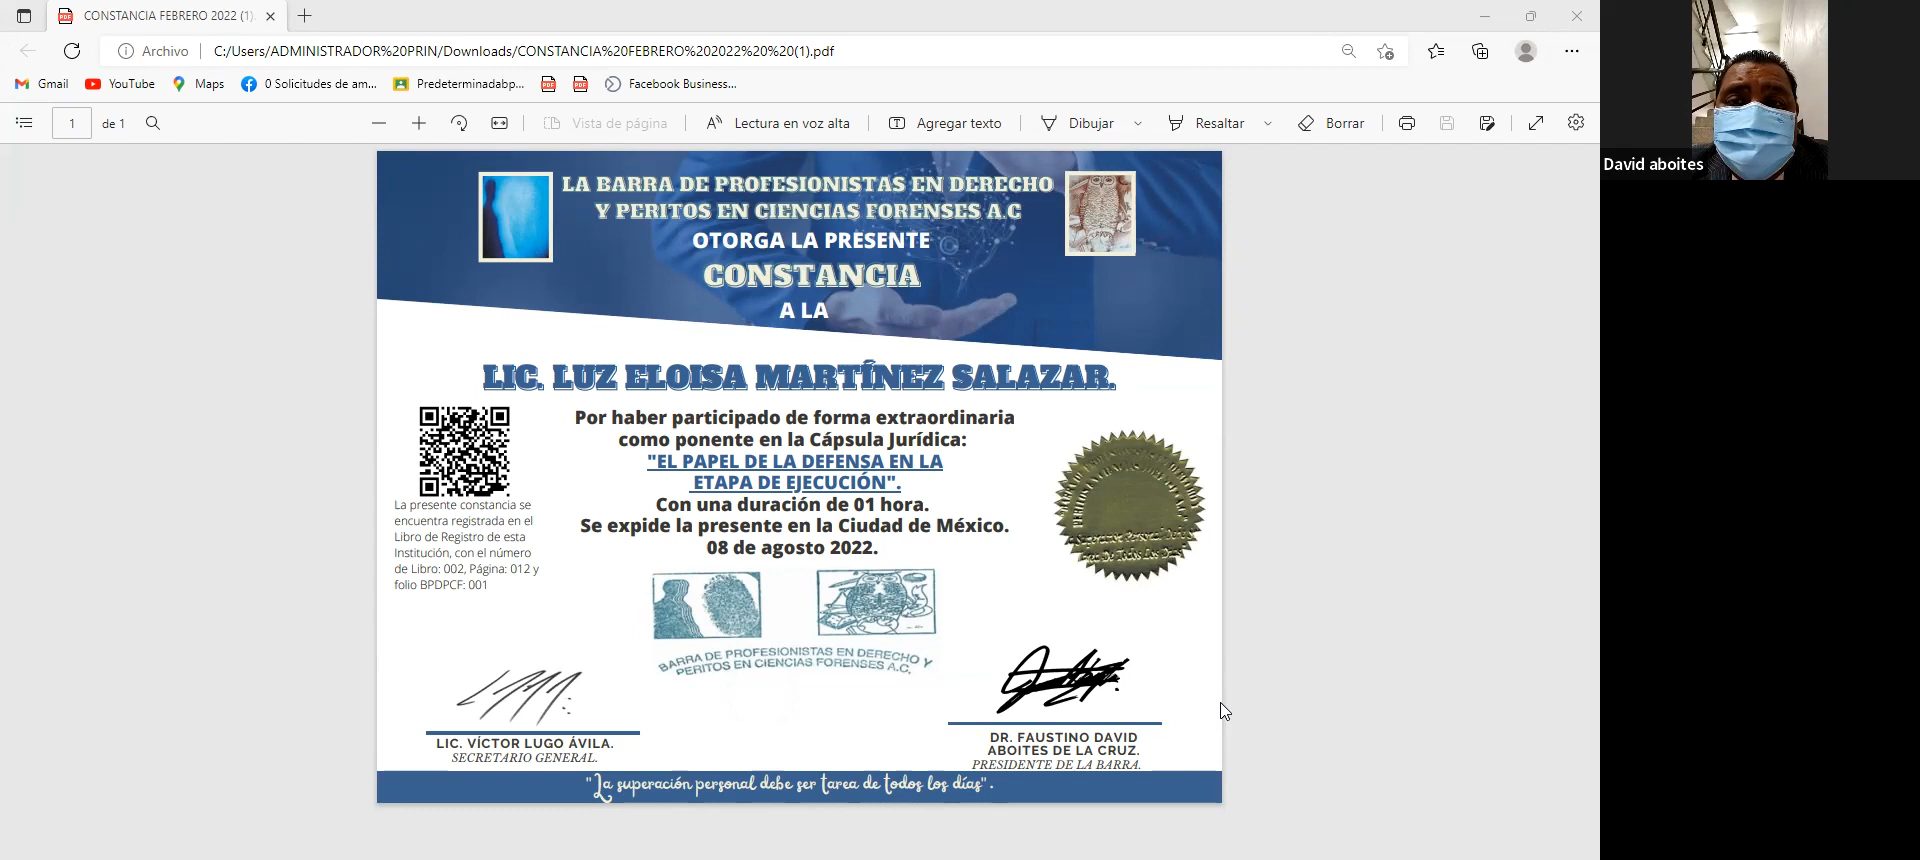 CONSTANCIA FEBRERO 2022 (1).
Archivo
C:/Users/ADMINISTRADOR%20PRIN/Downloads/CONSTANCIA%20FEBRERO%202022%20%20(1).pdf
Gmail
YouTube
Maps
0 Solicitudes de am...
Predeterminadabp...
Facebook Business...
1
de 1
Vista de página
Lectura en voz alta
Agregar texto
Dibujar
Resaltar
Borrar
David aboites
LA BARRA DE PROFESIONISTAS EN DERECHO
Y PERITOS EN CIENCIAS FORENSES A.C
OTORGA LA PRESENTE
CONSTANCIA
A LA
LIC. LUZ ELOISA MARTÍNEZ SALAZAR.
Por haber participado de forma extraordinaria
como ponente en la Cápsula Jurídica:
"EL PAPEL DE LA DEFENSA EN LA
ETAPA DE EJECUCIÓN".
Con una duración de 01 hora.
Se expide la presente en la Ciudad de México.
08 de agosto 2022.
La presente constancia se
encuentra registrada en el
Libro de Registro de esta
Institución, con el número
de Libro: 002, Página: 012 y
folio BPDPCF: 001
BARRA DE PROFESIONISTAS EN DERECHO Y
PERITOS EN CIENCIAS FORENSES A.C.
LIC. VÍCTOR LUGO ÁVILA.
SECRETARIO GENERAL.
DR. FAUSTINO DAVID
ABOITES DE LA CRUZ.
PRESIDENTE DE LA BARRA.
"La superación personal debe ser tarea de todos los días".